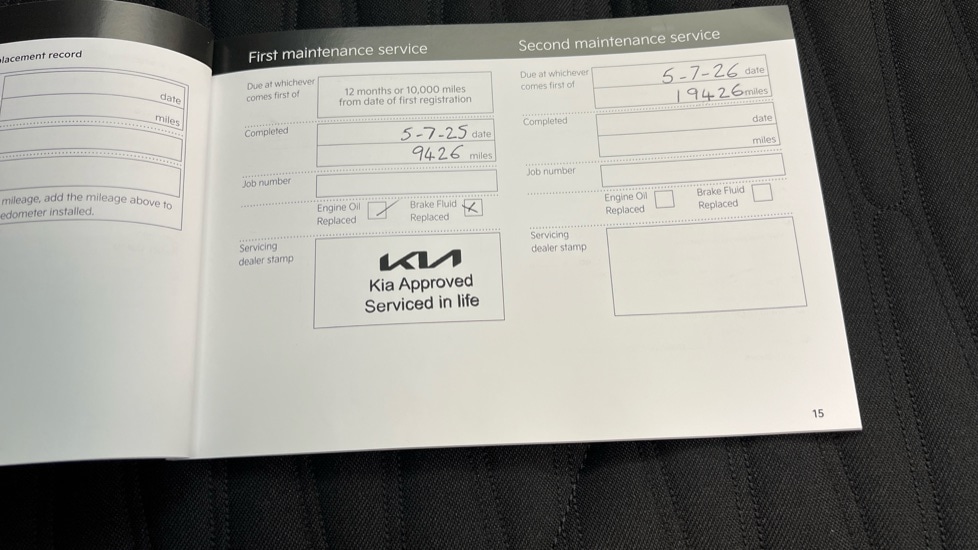 lacement record
date
miles
mileage, add the mileage above to
edometer installed.
First maintenance service
Due at whichever
comes first of
12 months or 10,000 miles
from date of first registration
Completed
5-7-25 date
9426 miles
Job number
Engine Oil
Replaced
Brake Fluid
Replaced
Servicing
dealer stamp
KIA
Kia Approved
Serviced in life
Second maintenance service
Due at whichever
comes first of
5-7-26 date
19426 miles
Completed
date
miles
Job number
Engine Oil
Replaced
Brake Fluid
Replaced
Servicing
dealer stamp
15